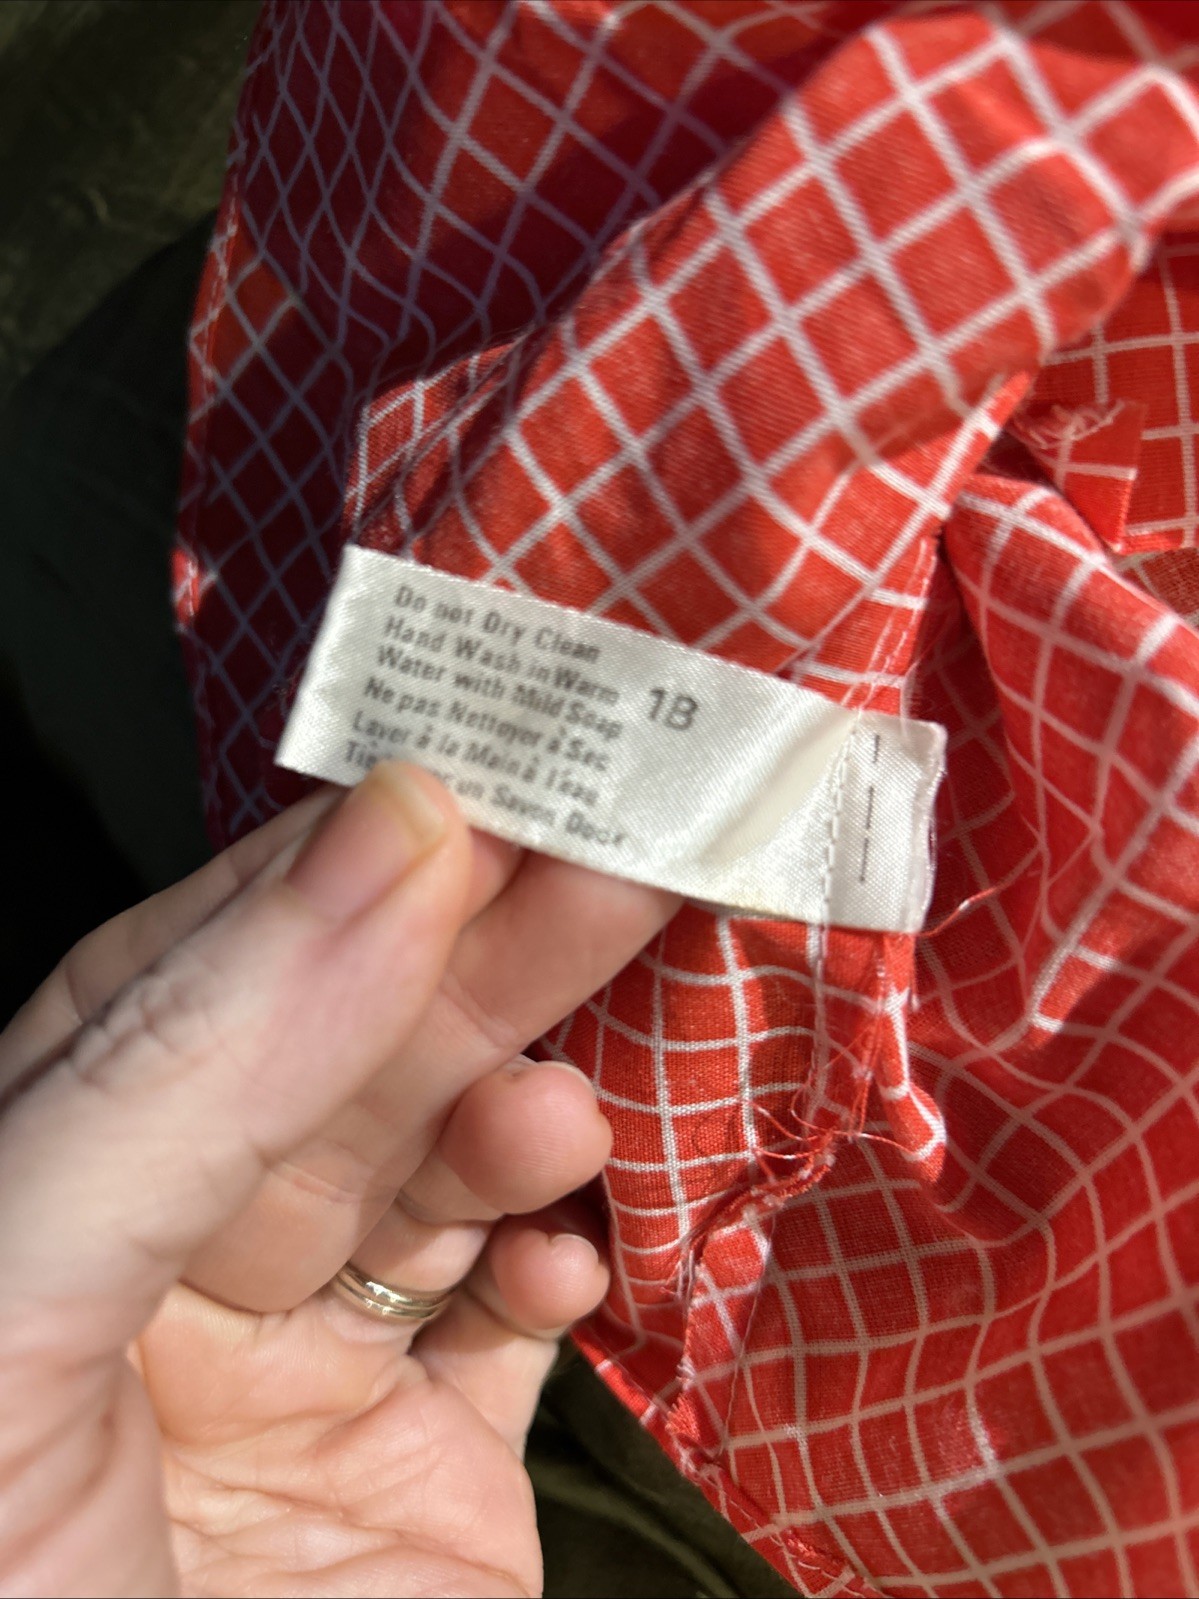 Do not Dry Clean
Hand Wash in Warm
Water with Mild Soap
1B
Ne pas Nettoyer à Sec
Laver à la Main à l'eau
un Savon Doux